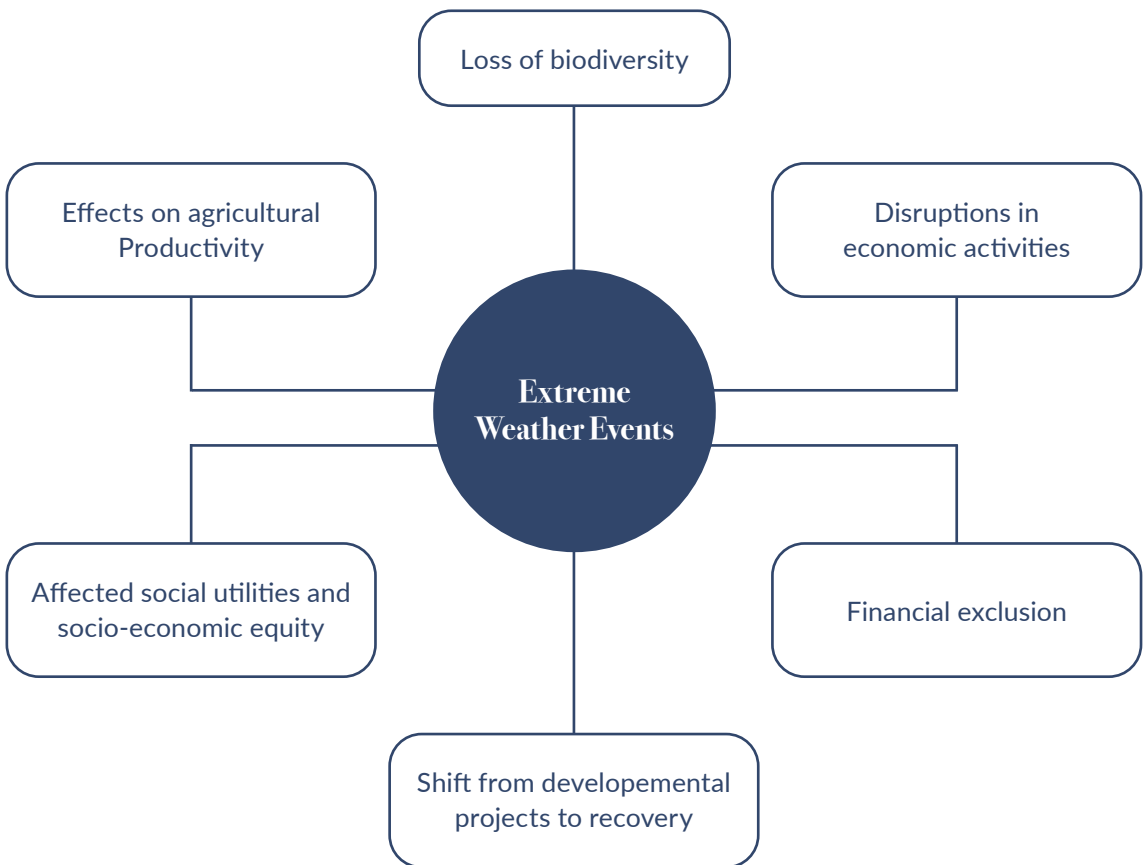 Loss of biodiversity
Effects on agricultural
Productivity
Disruptions in
economic activities
Extreme
Weather Events
Affected social utilities and
socio-economic equity
Financial exclusion
Shift from developemental
projects to recovery